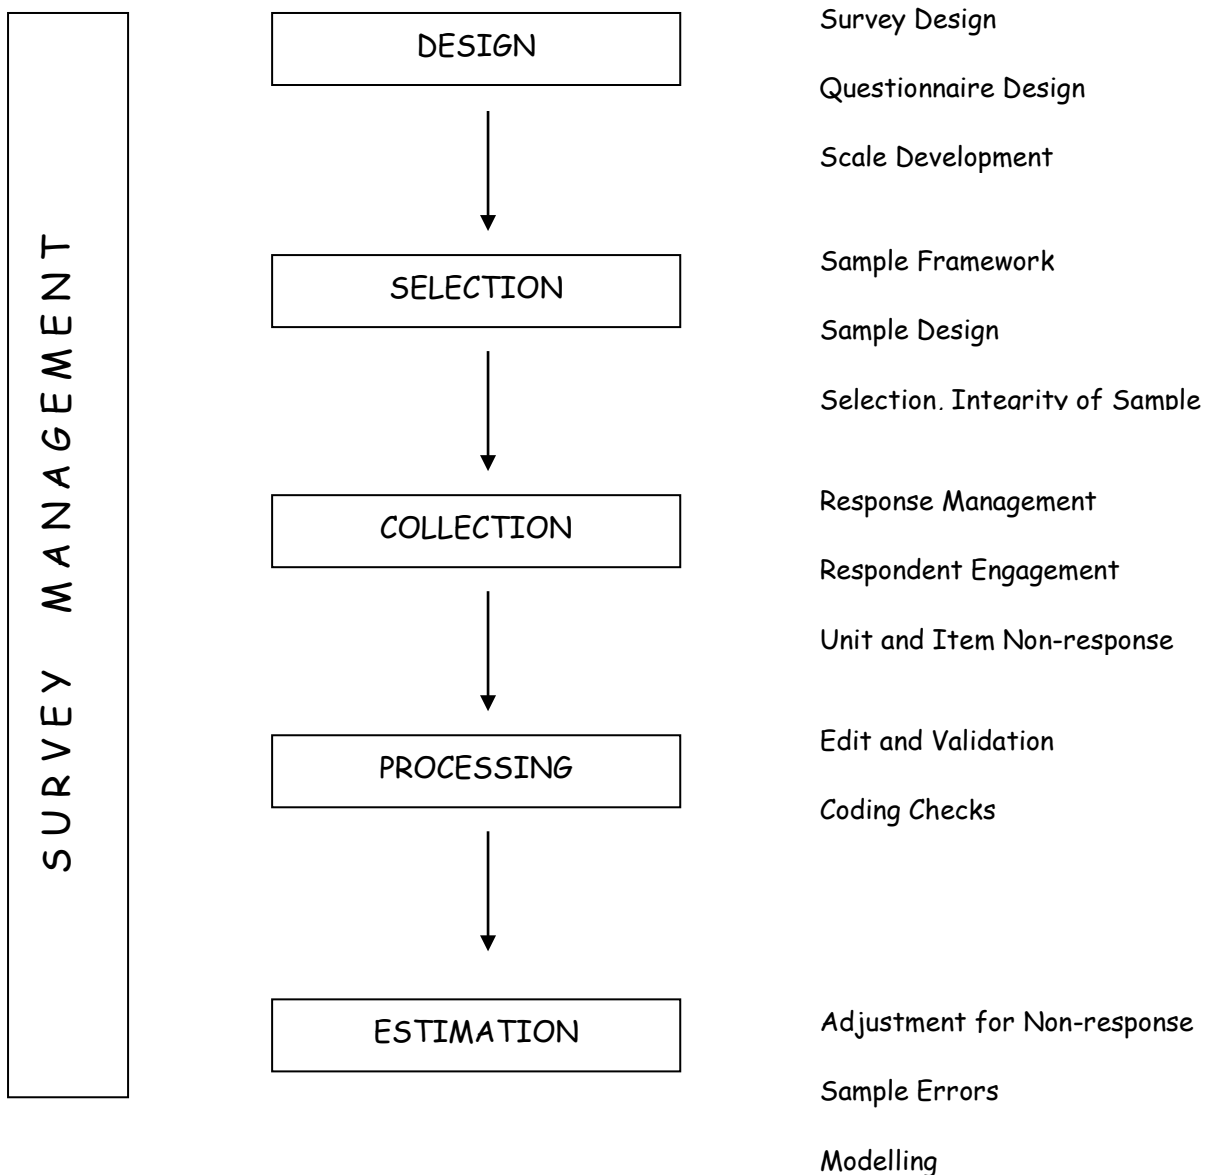 SURVEY MANAGEMENT
DESIGN
Survey Design
Questionnaire Design
Scale Development
SELECTION
Sample Framework
Sample Design
Selection, Integrity of Sample
COLLECTION
Response Management
Respondent Engagement
Unit and Item Non-response
PROCESSING
Edit and Validation
Coding Checks
ESTIMATION
Adjustment for Non-response
Sample Errors
Modelling